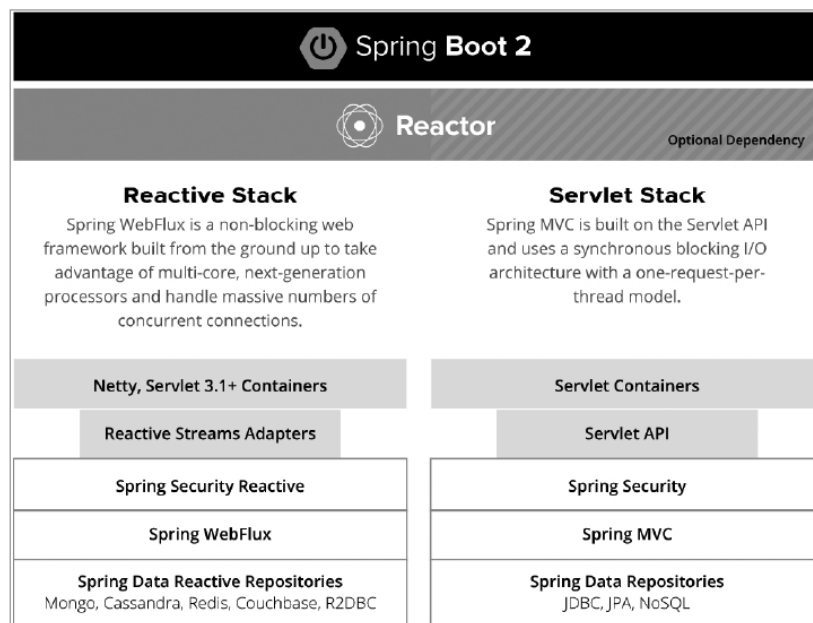 Spring Boot 2
Reactor
Optional Dependency
Reactive Stack
Spring WebFlux is a non-blocking web
framework built from the ground up to take
advantage of multi-core, next-generation
processors and handle massive numbers of
concurrent connections.
Netty, Servlet 3.1+ Containers
Reactive Streams Adapters
Spring Security Reactive
Spring WebFlux
Spring Data Reactive Repositories
Mongo, Cassandra, Redis, Couchbase, R2DBC
Servlet Stack
Spring MVC is built on the Servlet API
and uses a synchronous blocking I/O
architecture with a one-request-per-
thread model.
Servlet Containers
Servlet API
Spring Security
Spring MVC
Spring Data Repositories
JDBC, JPA, NoSQL